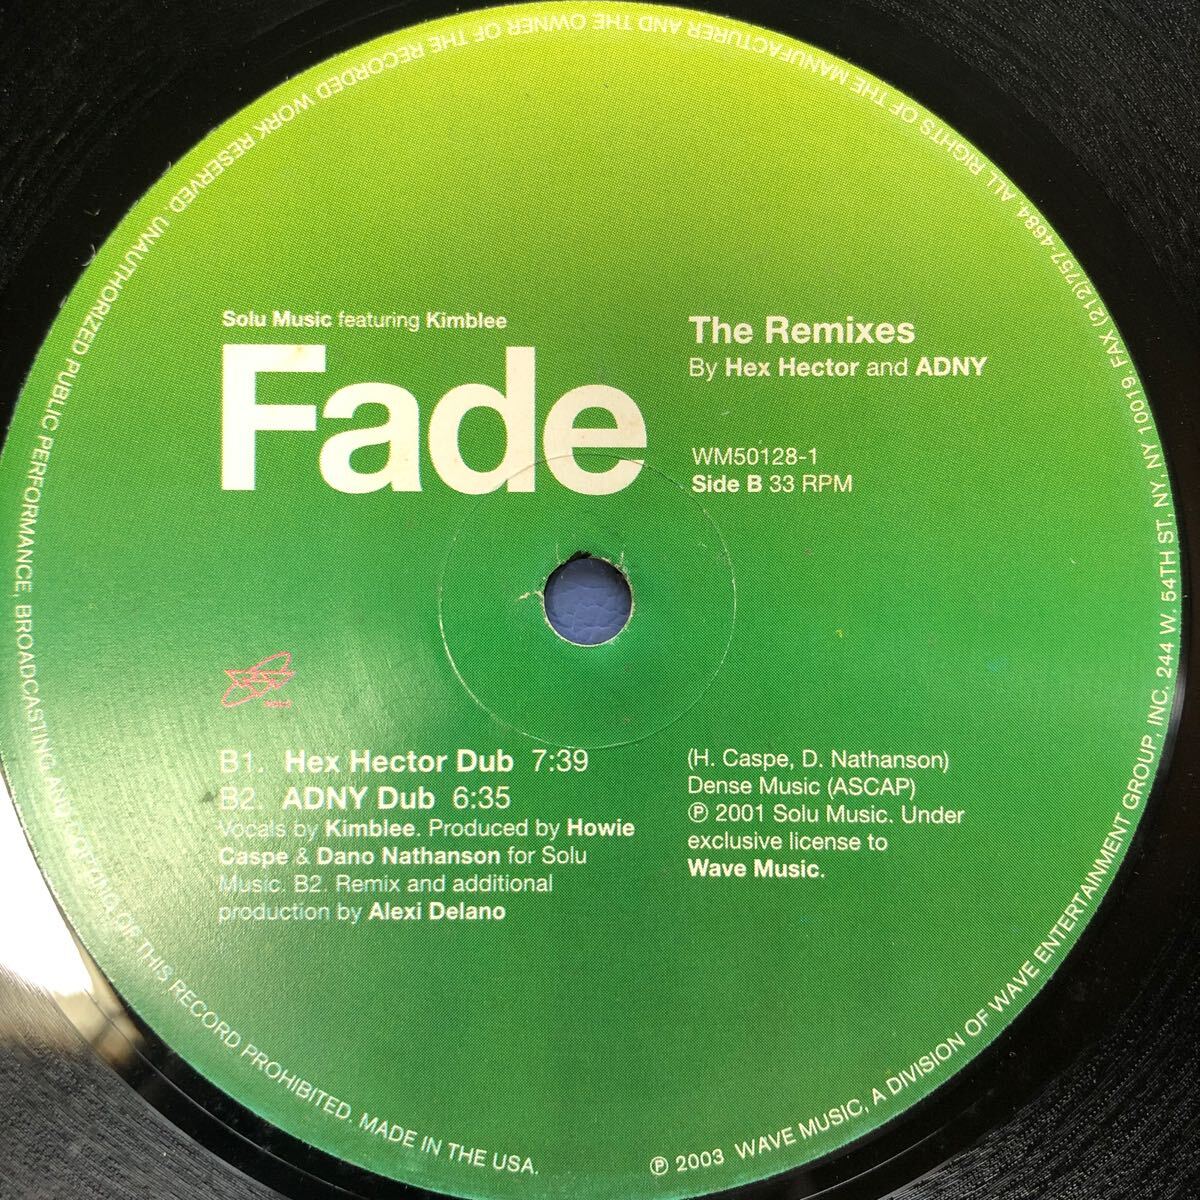 Solu Music featuring Kimblee
Fade
The Remixes
By Hex Hector and ADNY
WM50128-1
Side B 33 RPM
B1. Hex Hector Dub 7:39
B2. ADNY Dub 6:35
Vocals by Kimblee. Produced by Howie
Caspe & Dano Nathanson for Solu
Music. B2. Remix and additional
production by Alexi Delano
(H. Caspe, D. Nathanson)
Dense Music (ASCAP)
℗ 2001 Solu Music. Under
exclusive license to
Wave Music.
℗ 2003 WAVE MUSIC, A DIVISION OF WAVE ENTERTAINMENT GROUP, INC. 244 W. 54TH ST, NY, NY 10019. FAX (212)757-4684. ALL RIGHTS OF THE MANUFACTURER AND THE OWNER OF THE RECORDED WORK RESERVED. UNAUTHORIZED PUBLIC PERFORMANCE, BROADCASTING AND COPYING OF THIS RECORD PROHIBITED. MADE IN THE USA.